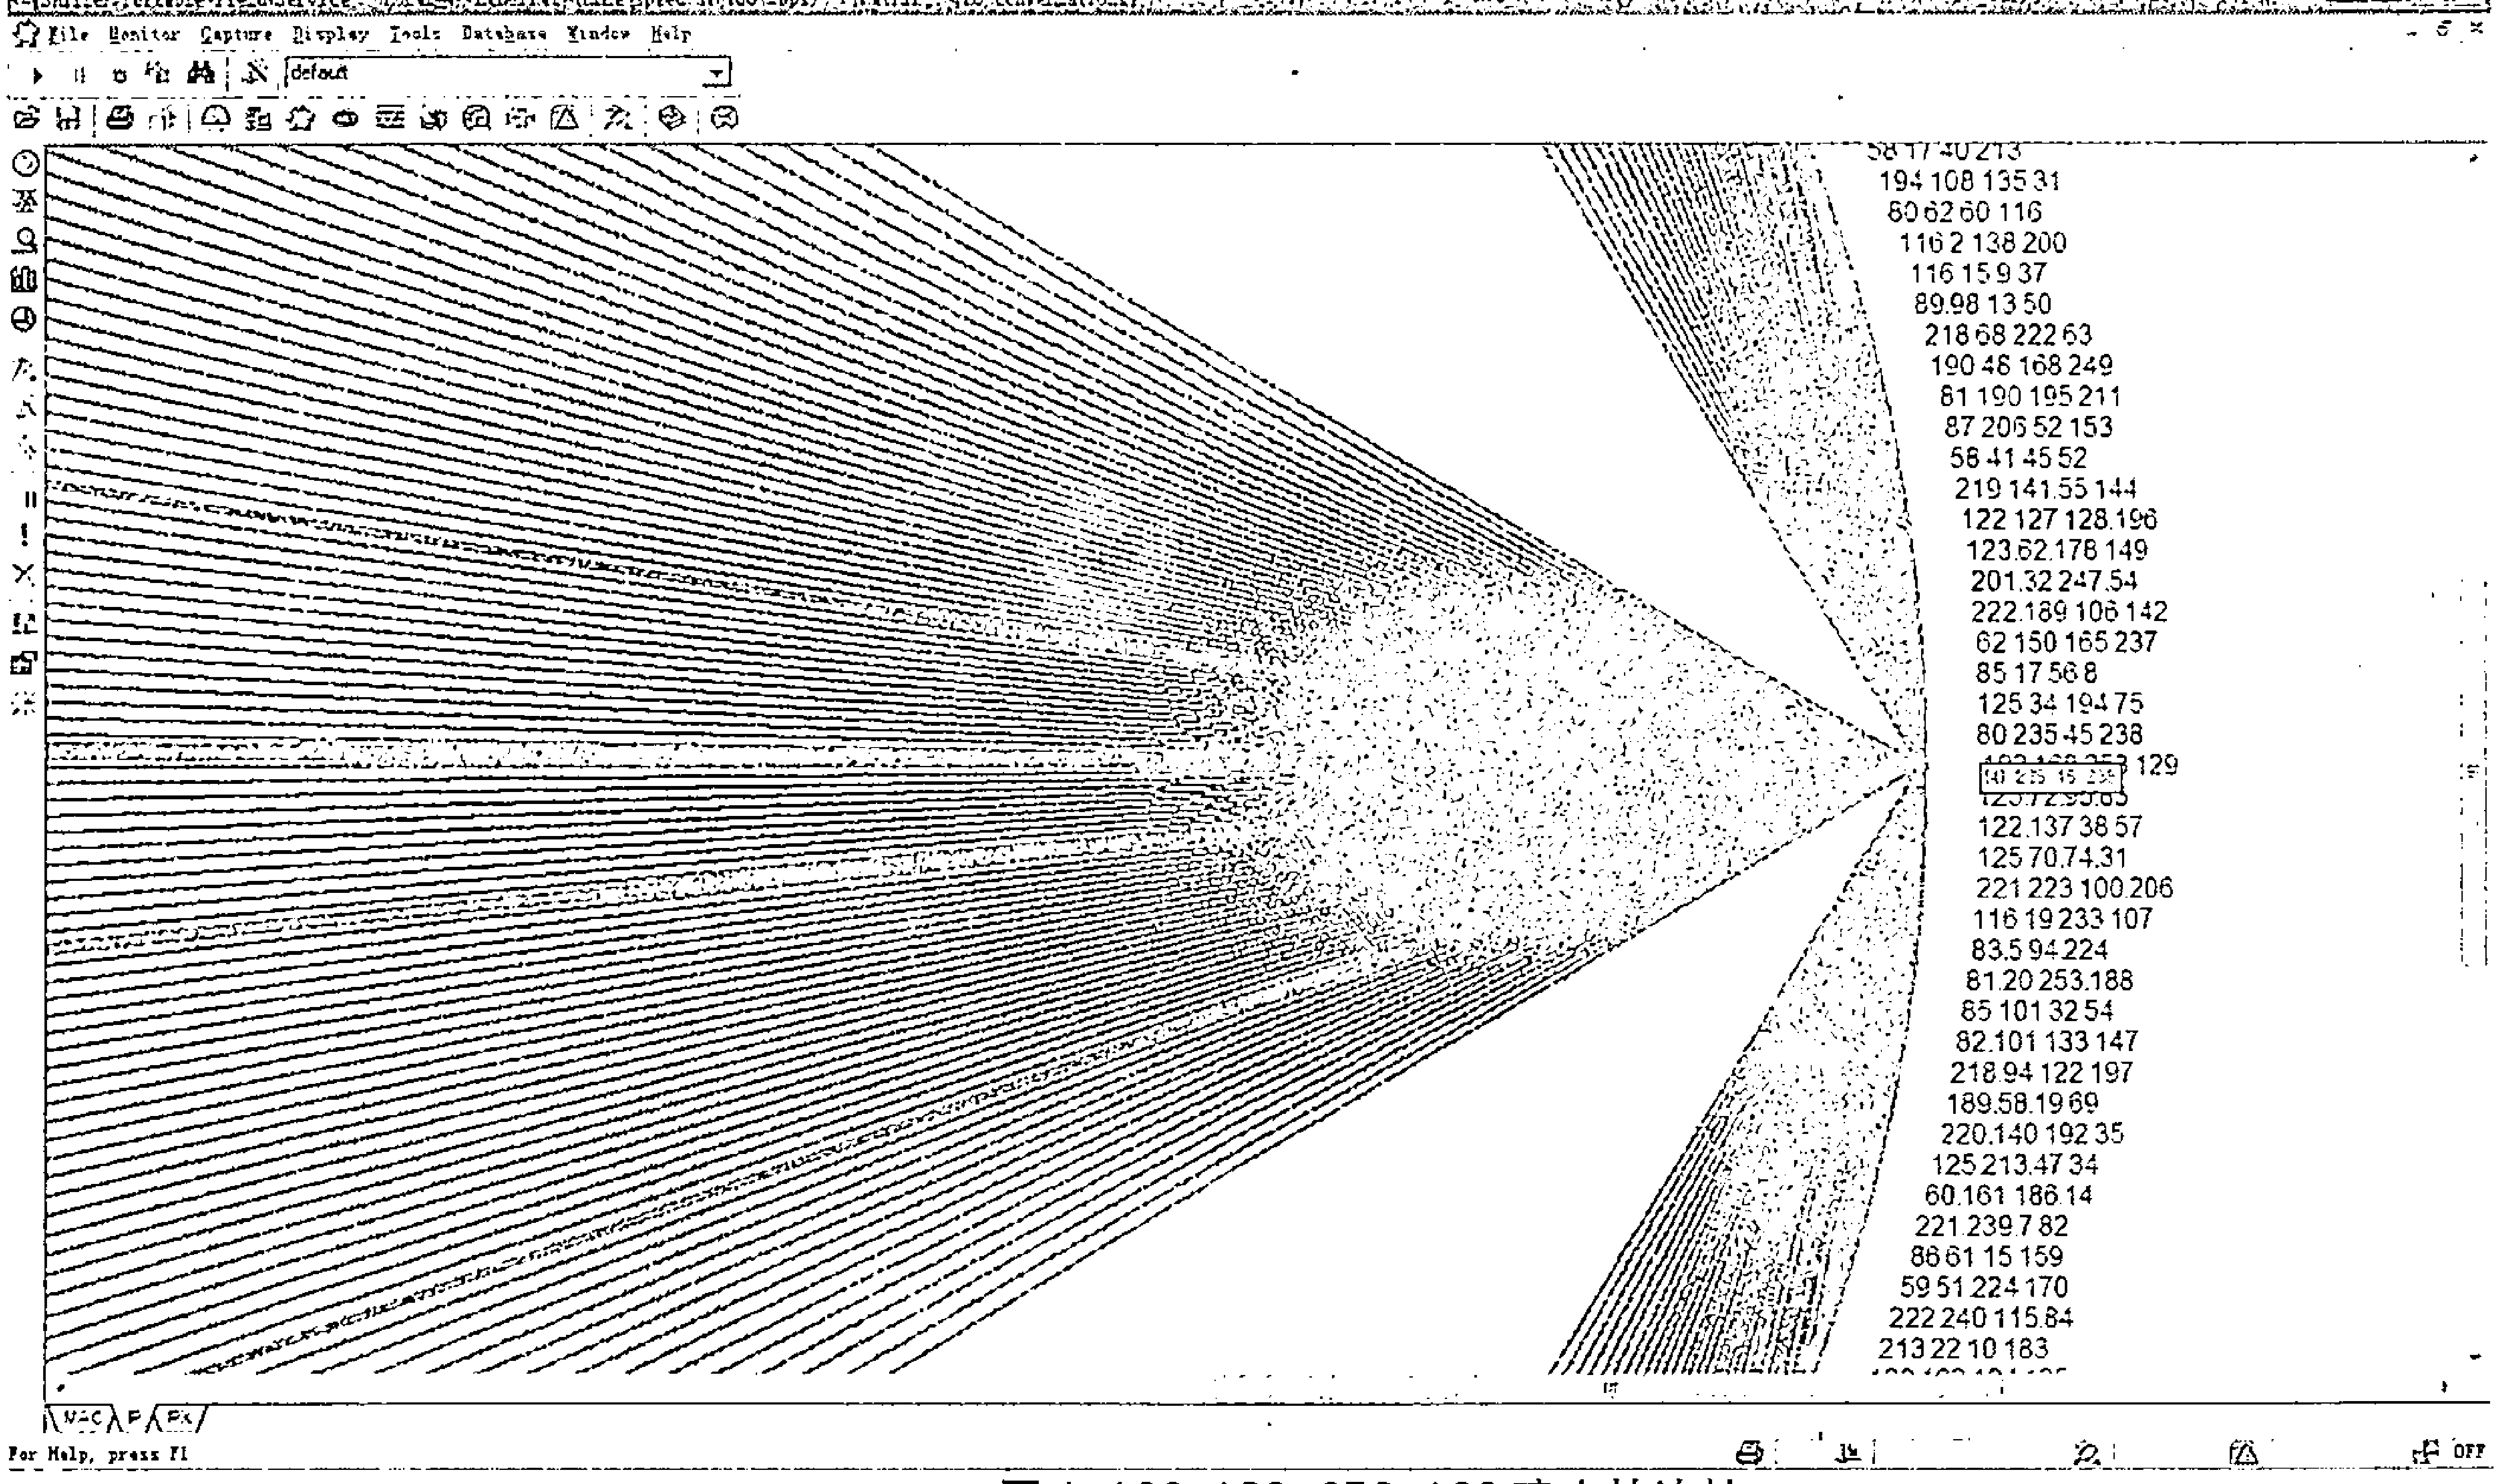 File Monitor Capture Display Tools Database Window Help
default
58 17 40 213
194 108 135 31
80 62 60 116
116 2 138 200
116 15 9 37
89.98 13 50
218 68 222 63
190 48 168 249
81 190 195 211
87 206 52 153
58 41 45 52
219 141.55 144
122 127 128.196
123.62.178 149
201.32 247.54
222.189 106 142
62 150 165 237
85 17 56 8
125 34 194 75
80 235 45 238
129
122.137 38 57
125 70.74.31
221 223 100.206
116 19 233 107
83.5 94.224
81.20 253.188
85 101 32 54
82.101 133 147
218.94 122 197
189.58.19 69
220.140 192 35
125 213.47 34
60.161 186.14
221.239.7 82
86 61 15 159
59 51 224 170
222 240 115.84
213 22 10 183
For Help, press F1
OFF